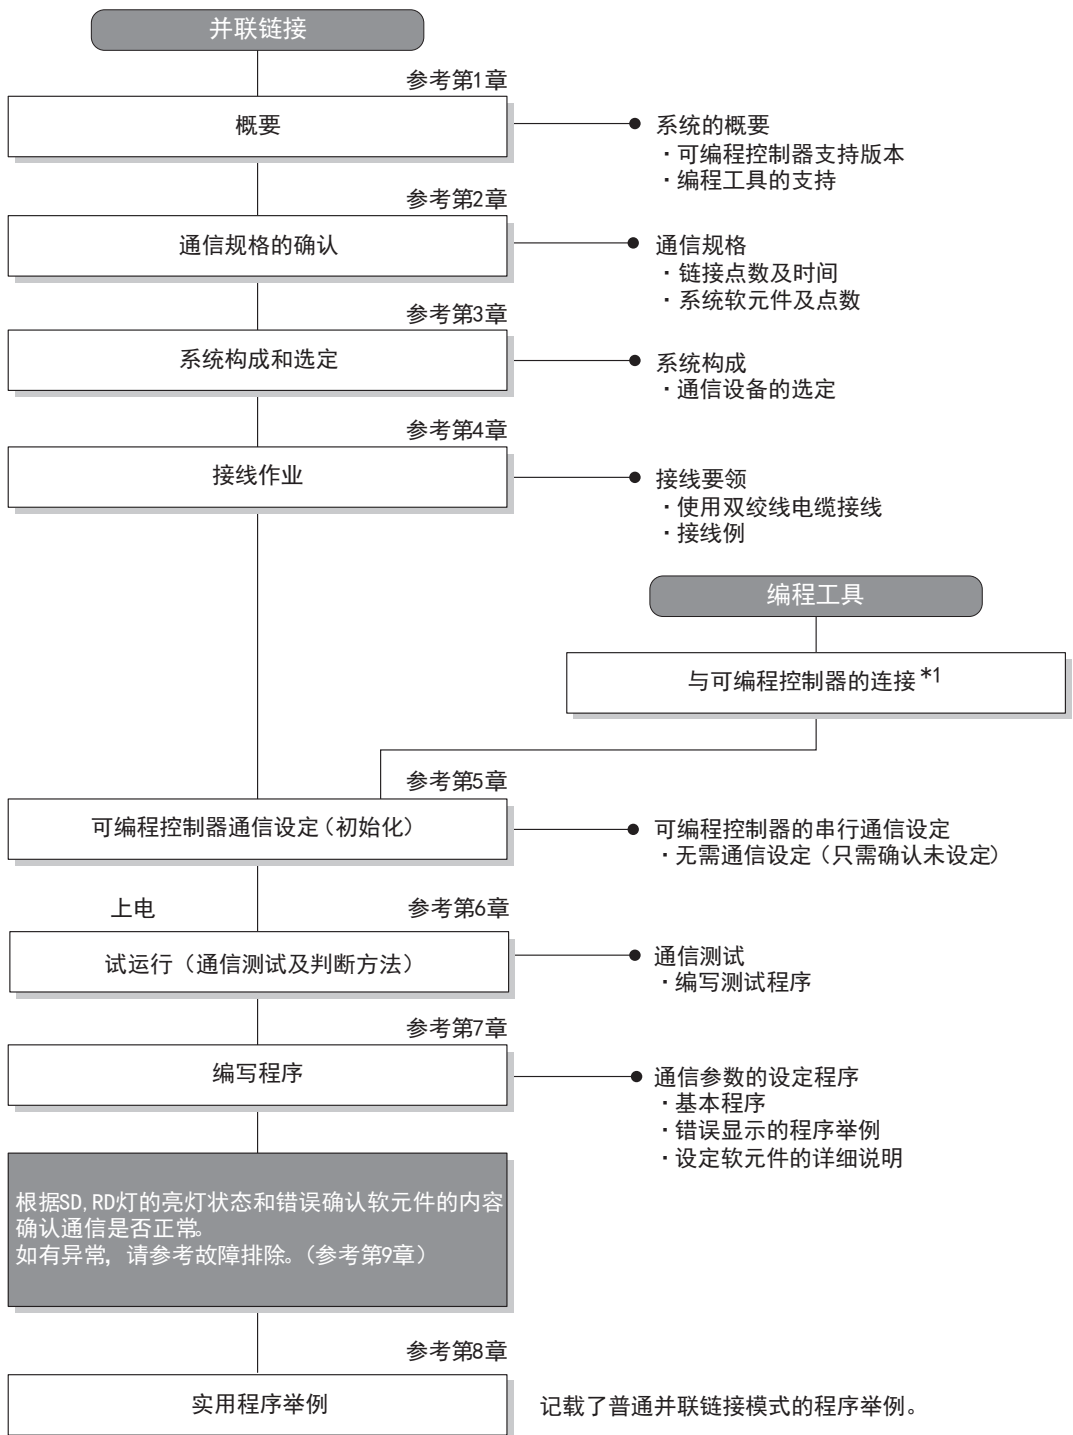 并联链接
参考第1章
概要
系统的概要
·可编程控制器支持版本
·编程工具的支持
参考第2章
通信规格的确认
通信规格
·链接点数及时间
·系统软元件及点数
参考第3章
系统构成和选定
系统构成
·通信设备的选定
参考第4章
接线作业
接线要领
·使用双绞线电缆接线
·接线例
编程工具
与可编程控制器的连接*1
参考第5章
可编程控制器通信设定(初始化)
可编程控制器的串行通信设定
·无需通信设定(只需确认未设定)
上电
参考第6章
试运行(通信测试及判断方法)
通信测试
·编写测试程序
参考第7章
编写程序
通信参数的设定程序
·基本程序
·错误显示的程序举例
·设定软元件的详细说明
根据SD,RD灯的亮灯状态和错误确认软元件的内容
确认通信是否正常。
如有异常,请参考故障排除。(参考第9章)
参考第8章
实用程序举例
记载了普通并联链接模式的程序举例。